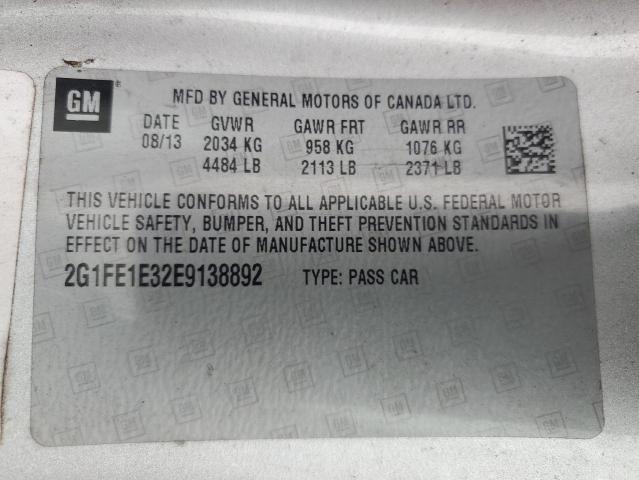 GM
MFD BY GENERAL MOTORS OF CANADA LTD.
DATE GVWR GAWR FRT GAWR RR
08/13 2034 KG 958 KG 1076 KG
4484 LB 2113 LB 2371 LB
THIS VEHICLE CONFORMS TO ALL APPLICABLE U.S. FEDERAL MOTOR
VEHICLE SAFETY, BUMPER, AND THEFT PREVENTION STANDARDS IN
EFFECT ON THE DATE OF MANUFACTURE SHOWN ABOVE.
2G1FE1E32E9138892 TYPE: PASS CAR